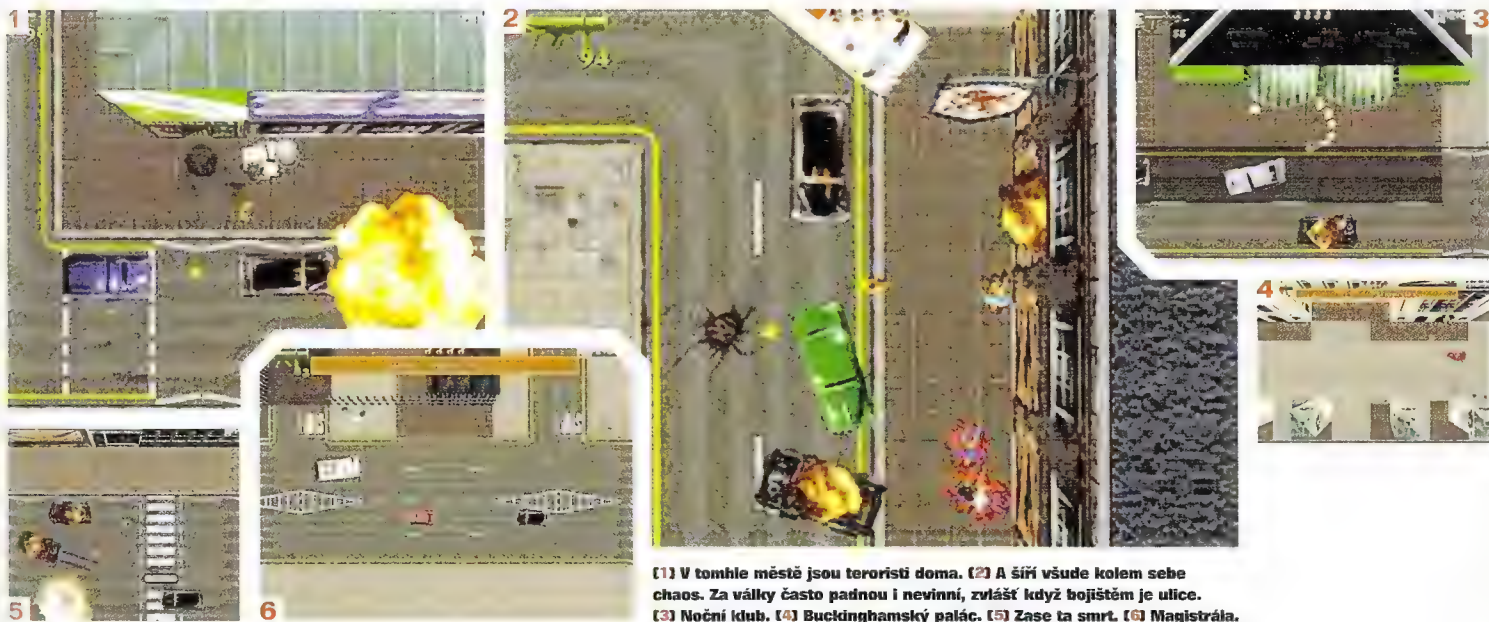 1
2
3
94
4
5
6
[1] V tomhle městě jsou teroristi doma. [2] A šíří všude kolem sebe
chaos. Za války často padnou i nevinní, zvlášť když bojištěm je ulice.
[3] Noční klub. [4] Buckinghamský palác. [5] Zase ta smrt. [6] Magistrála.